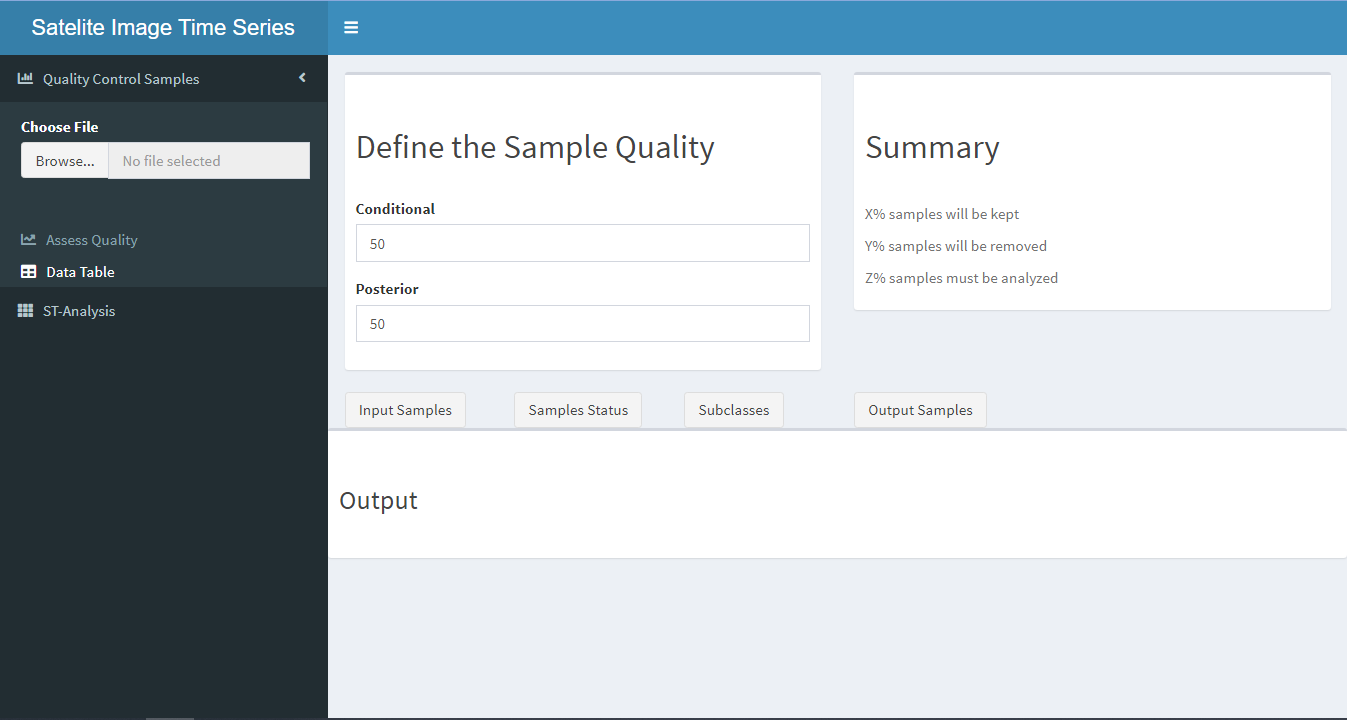 Satelite Image Time Series
Quality Control Samples
Choose File
Browse... No file selected
Assess Quality
Data Table
ST-Analysis
Define the Sample Quality
Conditional
50
Posterior
50
Summary
X% samples will be kept
Y% samples will be removed
Z% samples must be analyzed
Input Samples Samples Status Subclasses Output Samples
Output